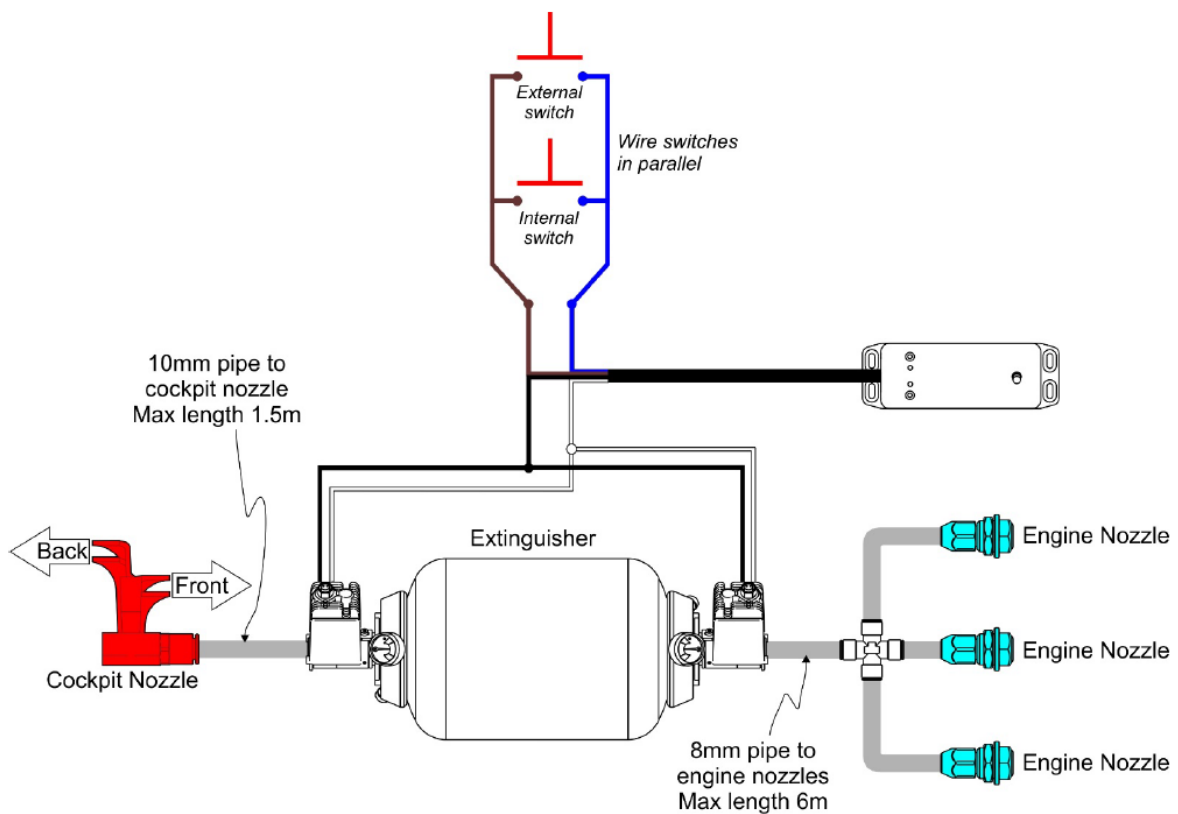 External
switch
Wire switches
in parallel
Internal
switch
10mm pipe to
cockpit nozzle
Max length 1.5m
Extinguisher
Back
Front
Cockpit Nozzle
Engine Nozzle
Engine Nozzle
Engine Nozzle
8mm pipe to
engine nozzles
Max length 6m